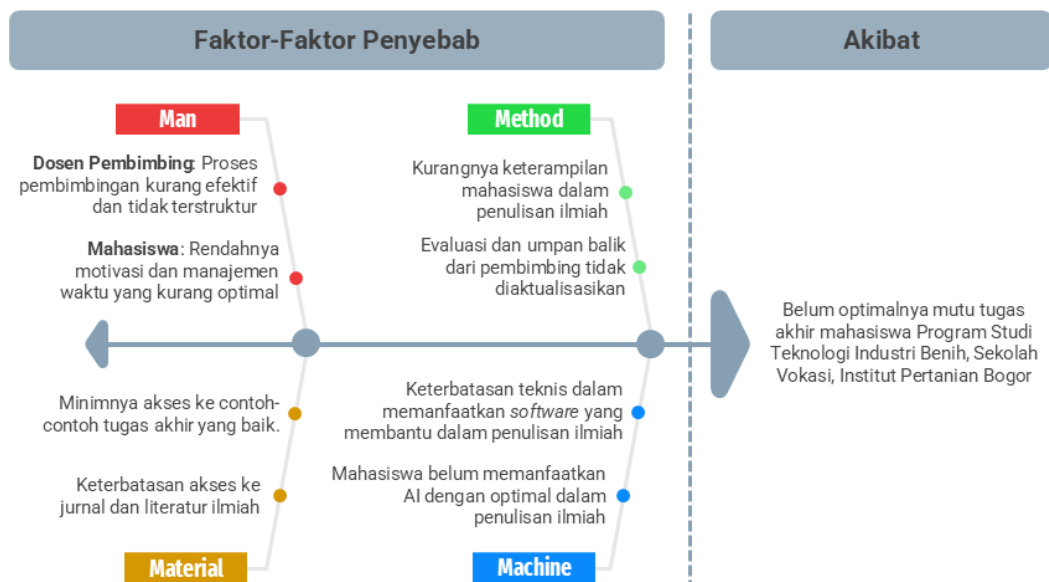 Faktor-Faktor Penyebab
Akibat
Man
Dosen Pembimbing: Proses
pembimbingan kurang efektif
dan tidak terstruktur
Mahasiswa: Rendahnya
motivasi dan manajemen
waktu yang kurang optimal
Method
Kurangnya keterampilan
mahasiswa dalam
penulisan ilmiah
Evaluasi dan umpan balik
dari pembimbing tidak
diaktualisasikan
Belum optimalnya mutu tugas
akhir mahasiswa Program Studi
Teknologi Industri Benih, Sekolah
Vokasi, Institut Pertanian Bogor
Minimnya akses ke contoh-
contoh tugas akhir yang baik.
Keterbatasan akses ke
jurnal dan literatur ilmiah
Material
Keterbatasan teknis dalam
memanfaatkan software yang
membantu dalam penulisan ilmiah
Mahasiswa belum memanfaatkan
AI dengan optimal dalam
penulisan ilmiah
Machine